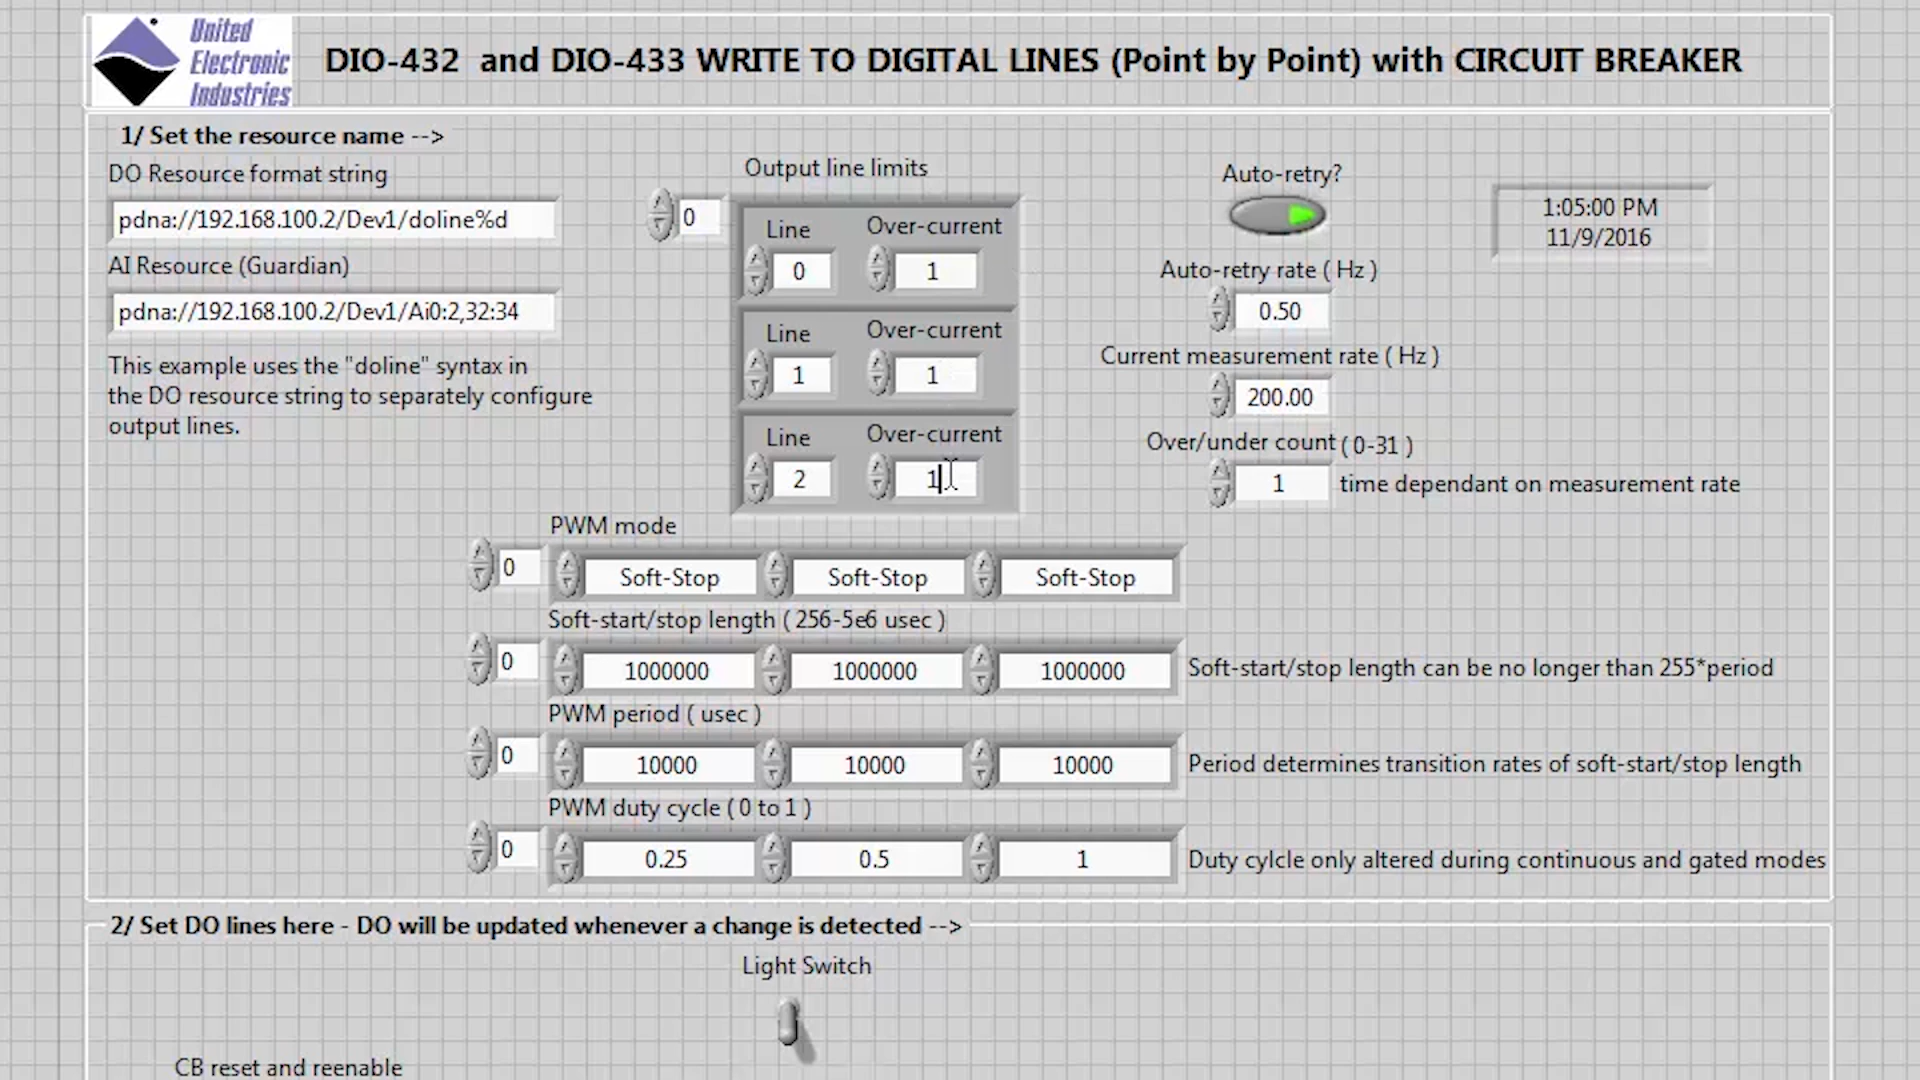 United
Electronic
Industries
DIO-432 and DIO-433 WRITE TO DIGITAL LINES (Point by Point) with CIRCUIT BREAKER
1/ Set the resource name -->
DO Resource format string
pdna://192.168.100.2/Dev1/doline%d
AI Resource (Guardian)
pdna://192.168.100.2/Dev1/Ai0:2,32:34
This example uses the "doline" syntax in
the DO resource string to separately configure
output lines.
Output line limits
0
Line Over-current
0 1
Line Over-current
1 1
Line Over-current
2 1
Auto-retry?
Auto-retry rate ( Hz )
0.50
Current measurement rate ( Hz )
200.00
Over/under count ( 0-31 )
1 time dependant on measurement rate
1:05:00 PM
11/9/2016
PWM mode
0 Soft-Stop Soft-Stop Soft-Stop
Soft-start/stop length ( 256-5e6 usec )
0 1000000 1000000 1000000 Soft-start/stop length can be no longer than 255*period
PWM period ( usec )
0 10000 10000 10000 Period determines transition rates of soft-start/stop length
PWM duty cycle ( 0 to 1 )
0 0.25 0.5 1 Duty cylcle only altered during continuous and gated modes
2/ Set DO lines here - DO will be updated whenever a change is detected -->
Light Switch
CB reset and reenable